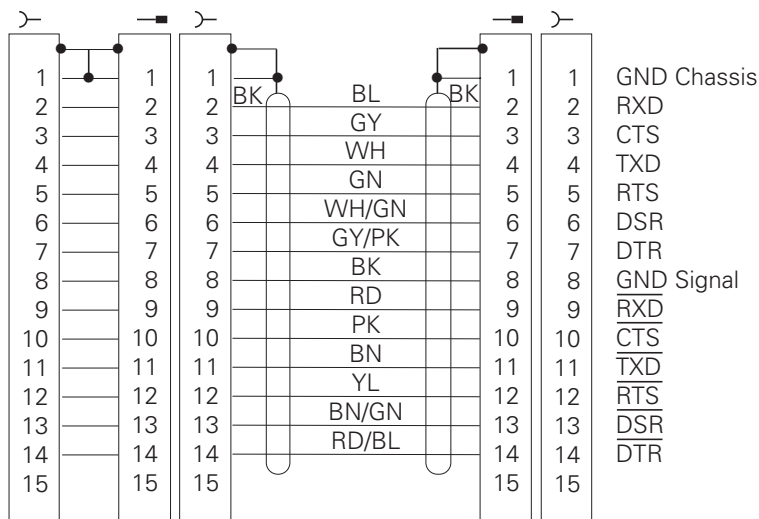 1 1 1 1 1 GND Chassis
BK BL BK
2 2 2 2 2 RXD
GY
3 3 3 3 3 CTS
WH
4 4 4 4 4 TXD
GN
5 5 5 5 5 RTS
WH/GN
6 6 6 6 6 DSR
GY/PK
7 7 7 7 7 DTR
BK
8 8 8 8 8 GND Signal
RD
9 9 9 9 9 RXD
PK
10 10 10 10 10 CTS
BN
11 11 11 11 11 TXD
YL
12 12 12 12 12 RTS
BN/GN
13 13 13 13 13 DSR
RD/BL
14 14 14 14 14 DTR
15 15 15 15 15